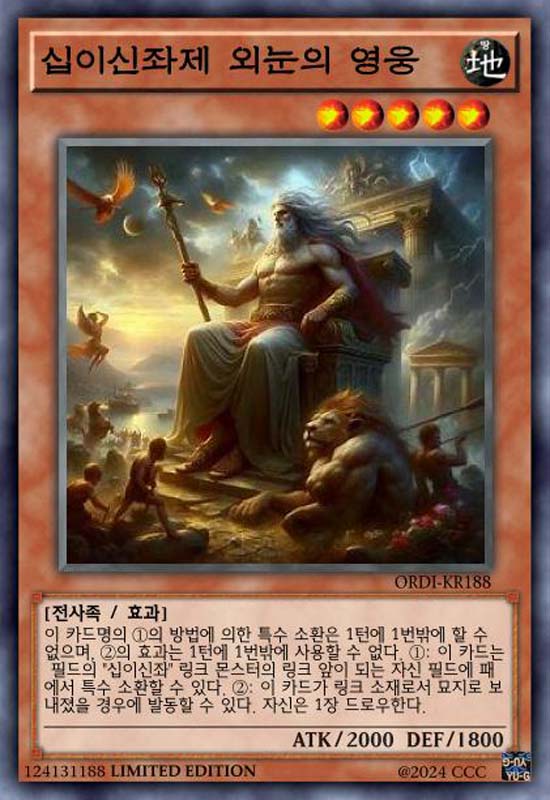 십이신좌제 외눈의 영웅
땅
地
ORDI-KR188
[전사족 / 효과]
이 카드명의 ①의 방법에 의한 특수 소환은 1턴에 1번밖에 할 수
없으며, ②의 효과는 1턴에 1번밖에 사용할 수 없다. ①: 이 카드는
필드의 "십이신좌" 링크 몬스터의 링크 앞이 되는 자신 필드에 패
에서 특수 소환할 수 있다. ②: 이 카드가 링크 소재로서 묘지로 보
내졌을 경우에 발동할 수 있다. 자신은 1장 드로우한다.
ATK/2000 DEF/1800
124131188 LIMITED EDITION
@2024 CCC
YU-G